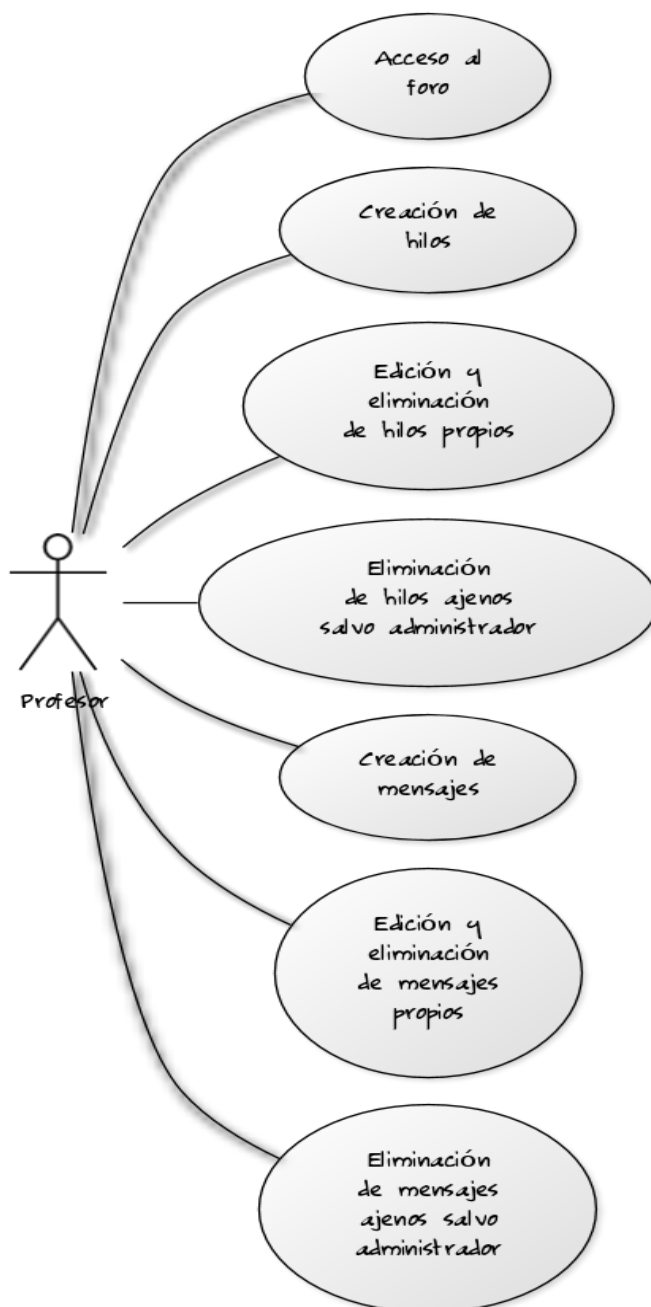 Acceso al
foro
Creación de
hilos
Edición y
eliminación
de hilos propios
Eliminación
de hilos ajenos
salvo administrador
Profesor
Creación de
mensajes
Edición y
eliminación
de mensajes
propios
Eliminación
de mensajes
ajenos salvo
administrador